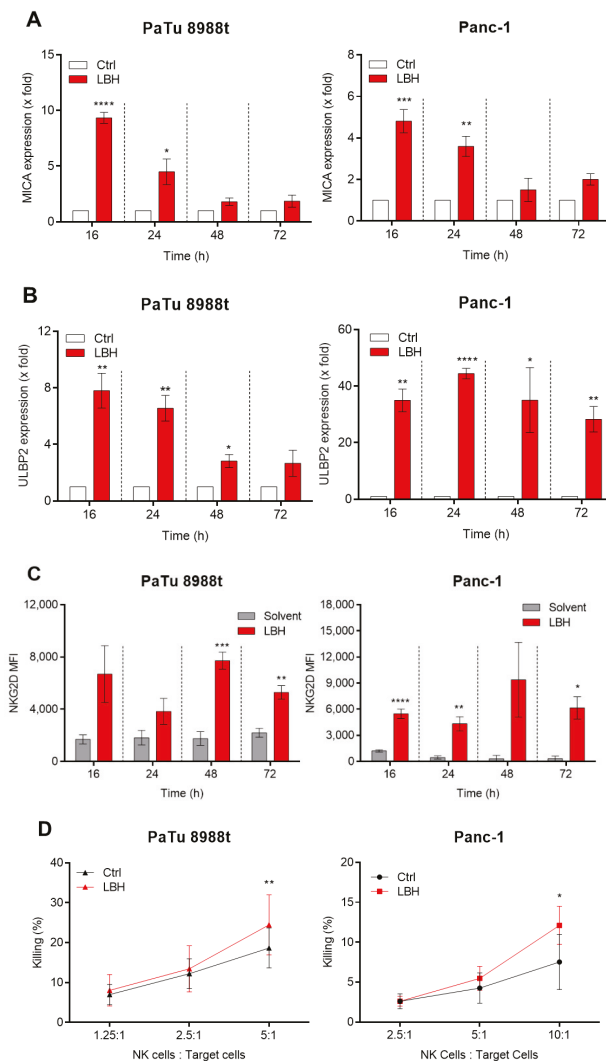 A
PaTu 8988t
Panc-1
Ctrl
LBH
MICA expression (x fold)
15
10
5
0
****
*
16
24
48
72
Time (h)
Ctrl
LBH
MICA expression (x fold)
8
6
4
2
0
***
**
16
24
48
72
Time (h)
B
PaTu 8988t
Panc-1
Ctrl
LBH
ULBP2 expression (x fold)
12
8
4
0
**
**
*
16
24
48
72
Time (h)
Ctrl
LBH
ULBP2 expression (x fold)
60
40
20
0
**
****
*
**
16
24
48
72
Time (h)
C
PaTu 8988t
Panc-1
Solvent
LBH
NKG2D MFI
12,000
8,000
4,000
0
***
**
16
24
48
72
Time (h)
Solvent
LBH
NKG2D MFI
18,000
15,000
12,000
9,000
6,000
3,000
0
****
**
*
16
24
48
72
Time (h)
D
PaTu 8988t
Panc-1
Ctrl
LBH
Killing (%)
40
30
20
10
0
**
1.25:1
2.5:1
5:1
NK cells : Target cells
Ctrl
LBH
Killing (%)
20
15
10
5
0
*
2.5:1
5:1
10:1
NK Cells : Target cells